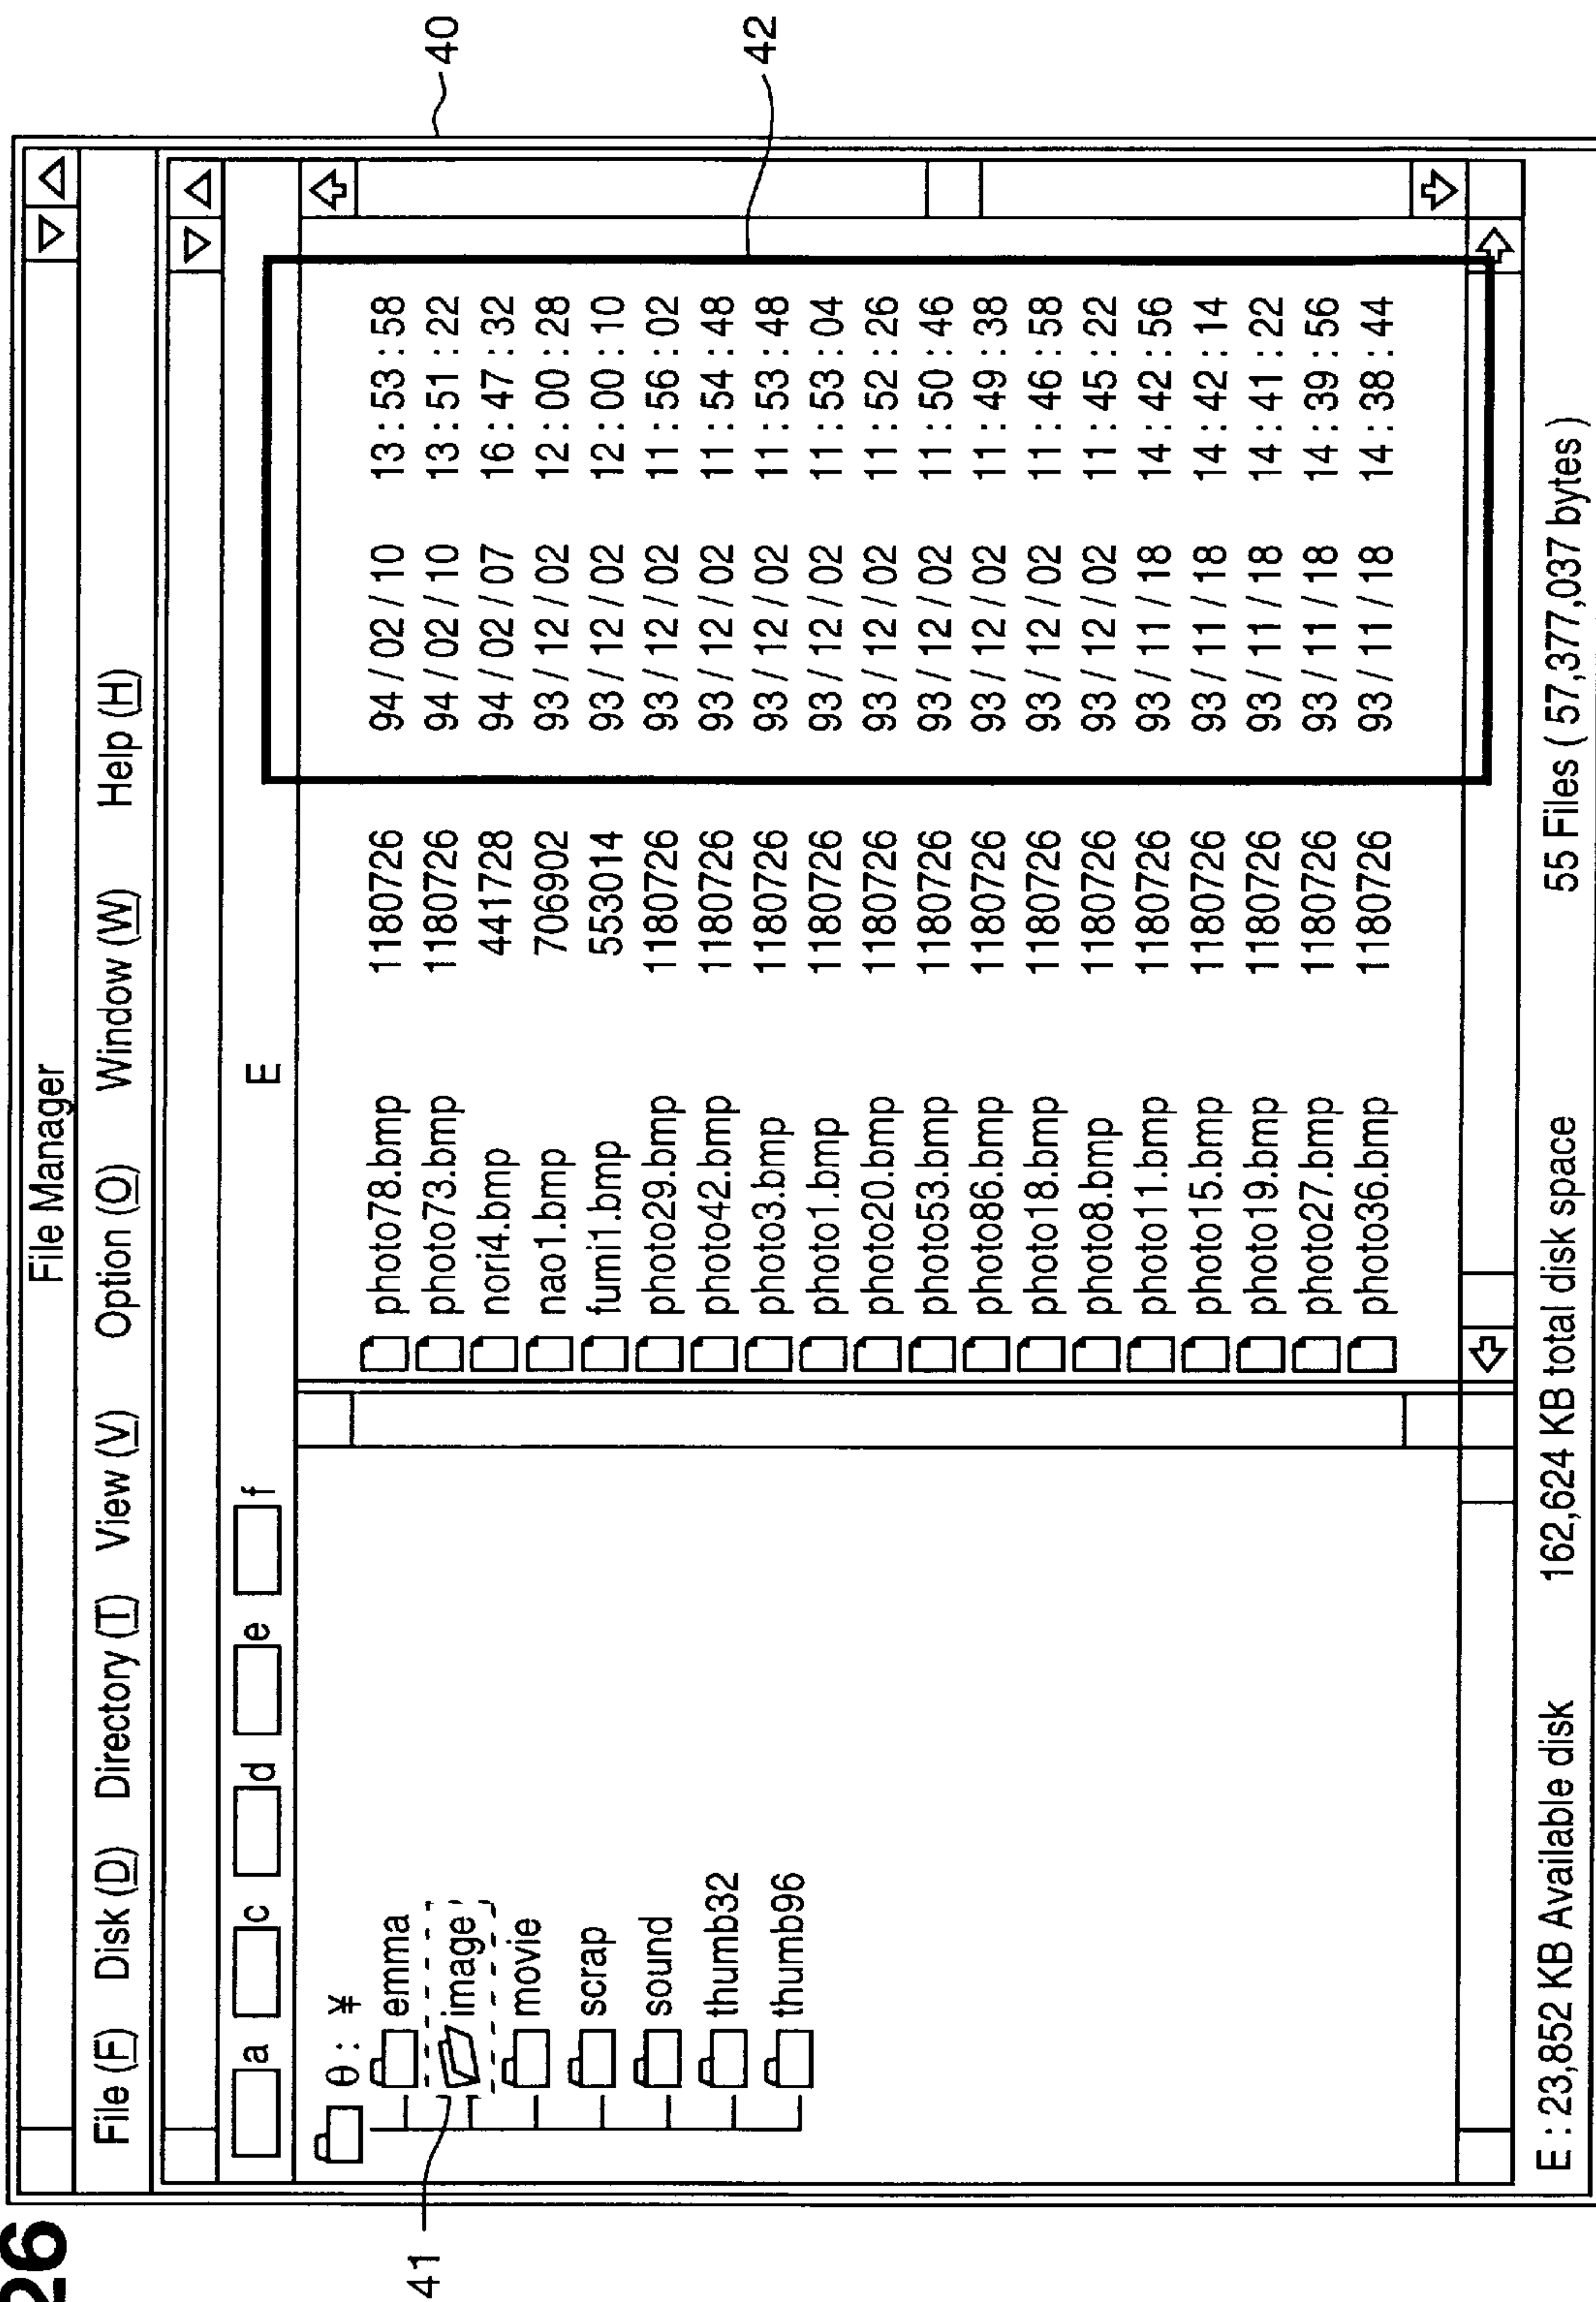 26
File Manager
File (F) Disk (D) Directory (T) View (V) Option (O) Window (W) Help (H)
a c d e f
E
θ : ¥
emma
image
movie
scrap
sound
thumb32
thumb96
photo78.bmp 1180726 94 / 02 / 10 13 : 53 : 58
photo73.bmp 1180726 94 / 02 / 10 13 : 51 : 22
nori4.bmp 441728 94 / 02 / 07 16 : 47 : 32
nao1.bmp 706902 93 / 12 / 02 12 : 00 : 28
fumi1.bmp 553014 93 / 12 / 02 12 : 00 : 10
photo29.bmp 1180726 93 / 12 / 02 11 : 56 : 02
photo42.bmp 1180726 93 / 12 / 02 11 : 54 : 48
photo3.bmp 1180726 93 / 12 / 02 11 : 53 : 48
photo1.bmp 1180726 93 / 12 / 02 11 : 53 : 04
photo20.bmp 1180726 93 / 12 / 02 11 : 52 : 26
photo53.bmp 1180726 93 / 12 / 02 11 : 50 : 46
photo86.bmp 1180726 93 / 12 / 02 11 : 49 : 38
photo18.bmp 1180726 93 / 12 / 02 11 : 46 : 58
photo8.bmp 1180726 93 / 12 / 02 11 : 45 : 22
photo11.bmp 1180726 93 / 11 / 18 14 : 42 : 56
photo15.bmp 1180726 93 / 11 / 18 14 : 42 : 14
photo19.bmp 1180726 93 / 11 / 18 14 : 41 : 22
photo27.bmp 1180726 93 / 11 / 18 14 : 39 : 56
photo36.bmp 1180726 93 / 11 / 18 14 : 38 : 44
E : 23,852 KB Available disk 162,624 KB total disk space 55 Files ( 57,377,037 bytes )
40
41
42